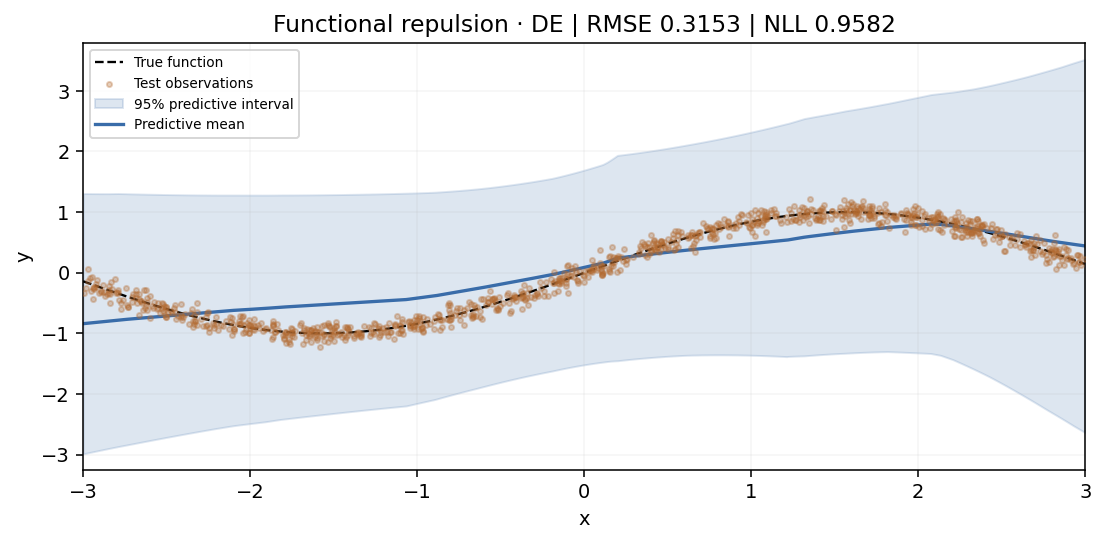 Functional repulsion · DE | RMSE 0.3153 | NLL 0.9582
True function
Test observations
95% predictive interval
Predictive mean
y
3
2
1
0
−1
−2
−3
−3
−2
−1
0
1
2
3
x